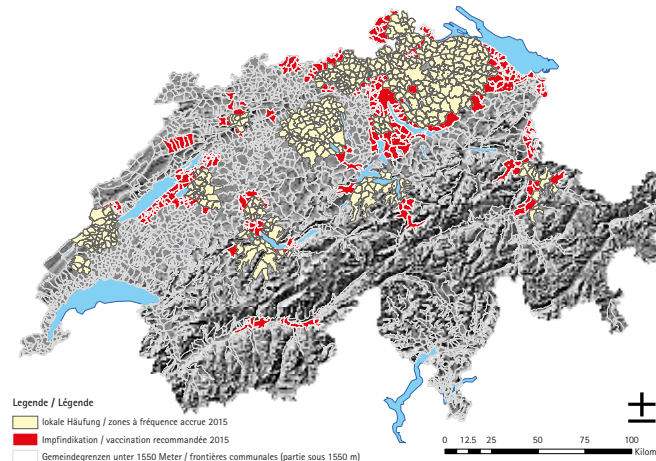 Legende / Légende
lokale Häufung / zones à fréquence accrue 2015
Impfindikation / vaccination recommandée 2015
Gemeindegrenzen unter 1550 Meter / frontières communales (partie sous 1550 m)
0 12.5 25 50 75 100
Kilom